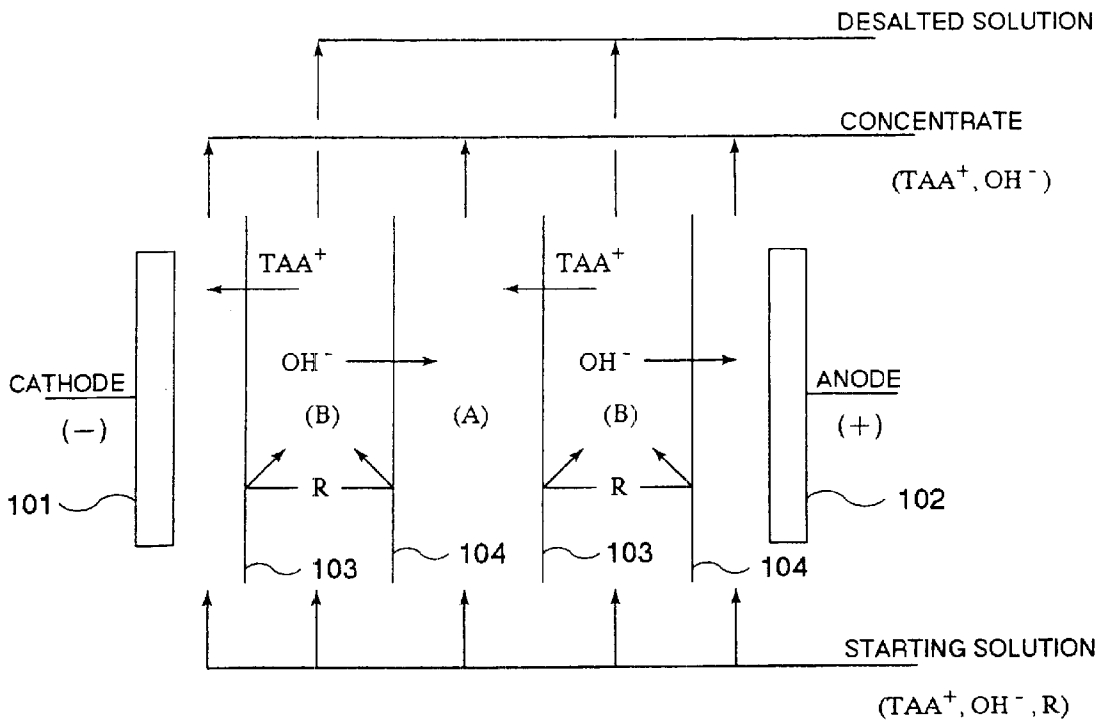 DESALTED SOLUTION
CONCENTRATE
(TAA⁺, OH⁻)
TAA⁺ TAA⁺
OH⁻ OH⁻
CATHODE ANODE
(−) (B) (A) (B) (+)
R R
101 102
103 104 103 104
STARTING SOLUTION
(TAA⁺, OH⁻, R)